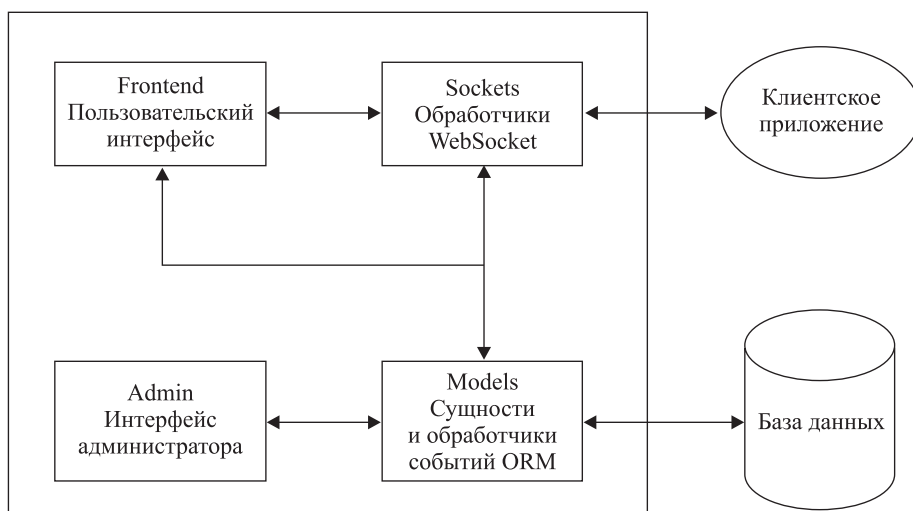 Frontend
Пользовательский
интерфейс
Sockets
Обработчики
WebSocket
Клиентское
приложение
Admin
Интерфейс
администратора
Models
Сущности
и обработчики
событий ORM
База данных